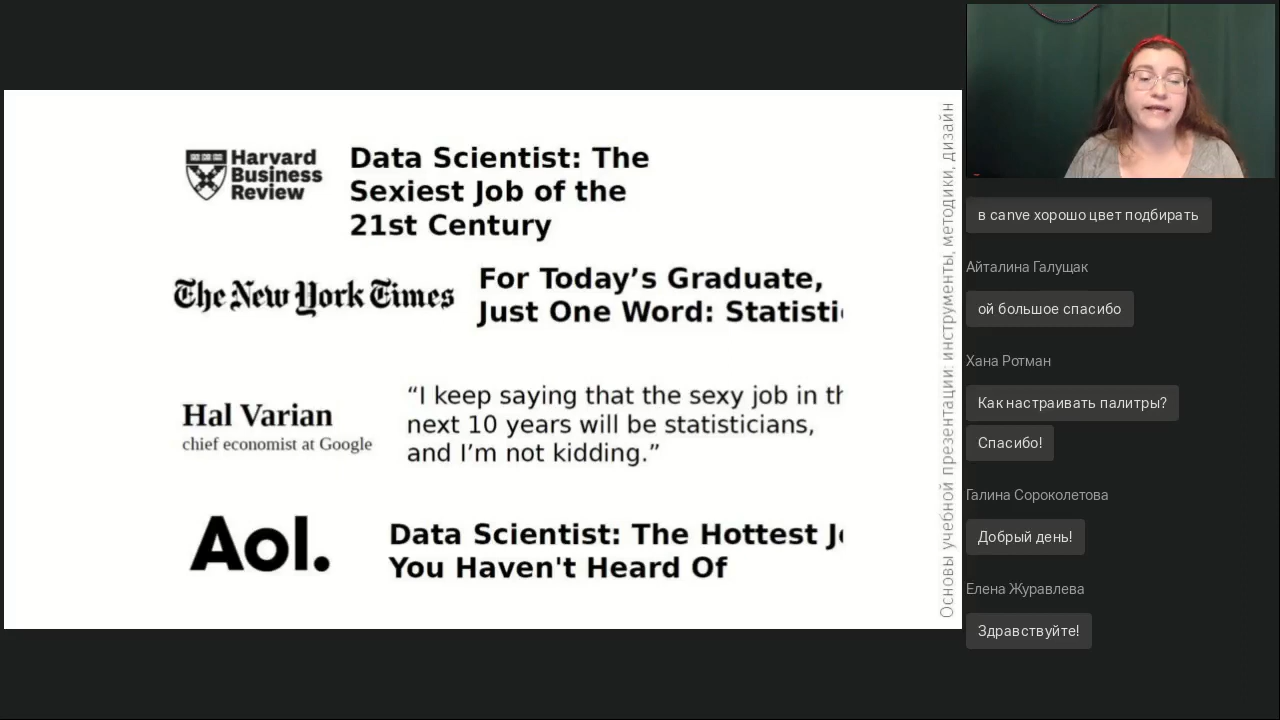 Harvard
Business
Review
Data Scientist: The
Sexiest Job of the
21st Century
The New York Times
For Today’s Graduate,
Just One Word: Statisti
Hal Varian
chief economist at Google
“I keep saying that the sexy job in th
next 10 years will be statisticians,
and I’m not kidding.”
Aol.
Data Scientist: The Hottest J
You Haven't Heard Of
Основы учебной презентации: инструменты, методики, дизайн
в canve хорошо цвет подбирать
Айталина Галущак
ой большое спасибо
Хана Ротман
Как настраивать палитры?
Спасибо!
Галина Сороколетова
Добрый день!
Елена Журавлева
Здравствуйте!